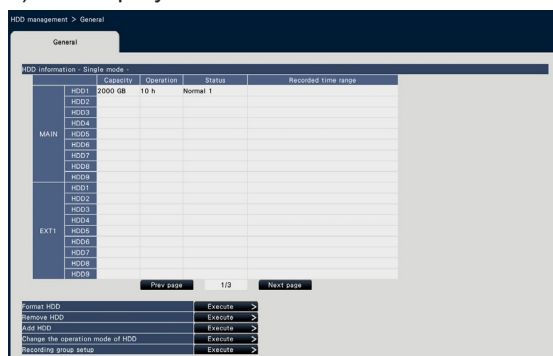 HDD management > General
General
HDD information - Single mode -
Capacity Operation Status Recorded time range
MAIN
HDD1 2000 GB 10 h Normal 1
HDD2
HDD3
HDD4
HDD5
HDD6
HDD7
HDD8
HDD9
EXT1
HDD1
HDD2
HDD3
HDD4
HDD5
HDD6
HDD7
HDD8
HDD9
Prev page 1/3 Next page
Format HDD Execute >
Remove HDD Execute >
Add HDD Execute >
Change the operation mode of HDD Execute >
Recording group setup Execute >